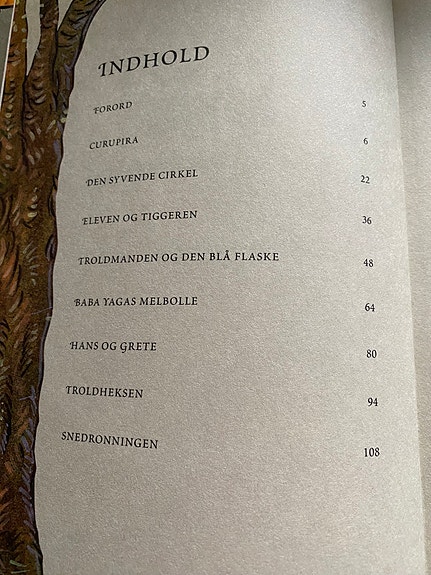 INDHOLD
FORORD 5
CURUPIRA 6
DEN SYVENDE CIRKEL 22
ELEVEN OG TIGGEREN 36
TROLDMANDEN OG DEN BLÅ FLASKE 48
BABA YAGAS MELBOLLE 64
HANS OG GRETE 80
TROLDHEKSEN 94
SNEDRONNINGEN 108